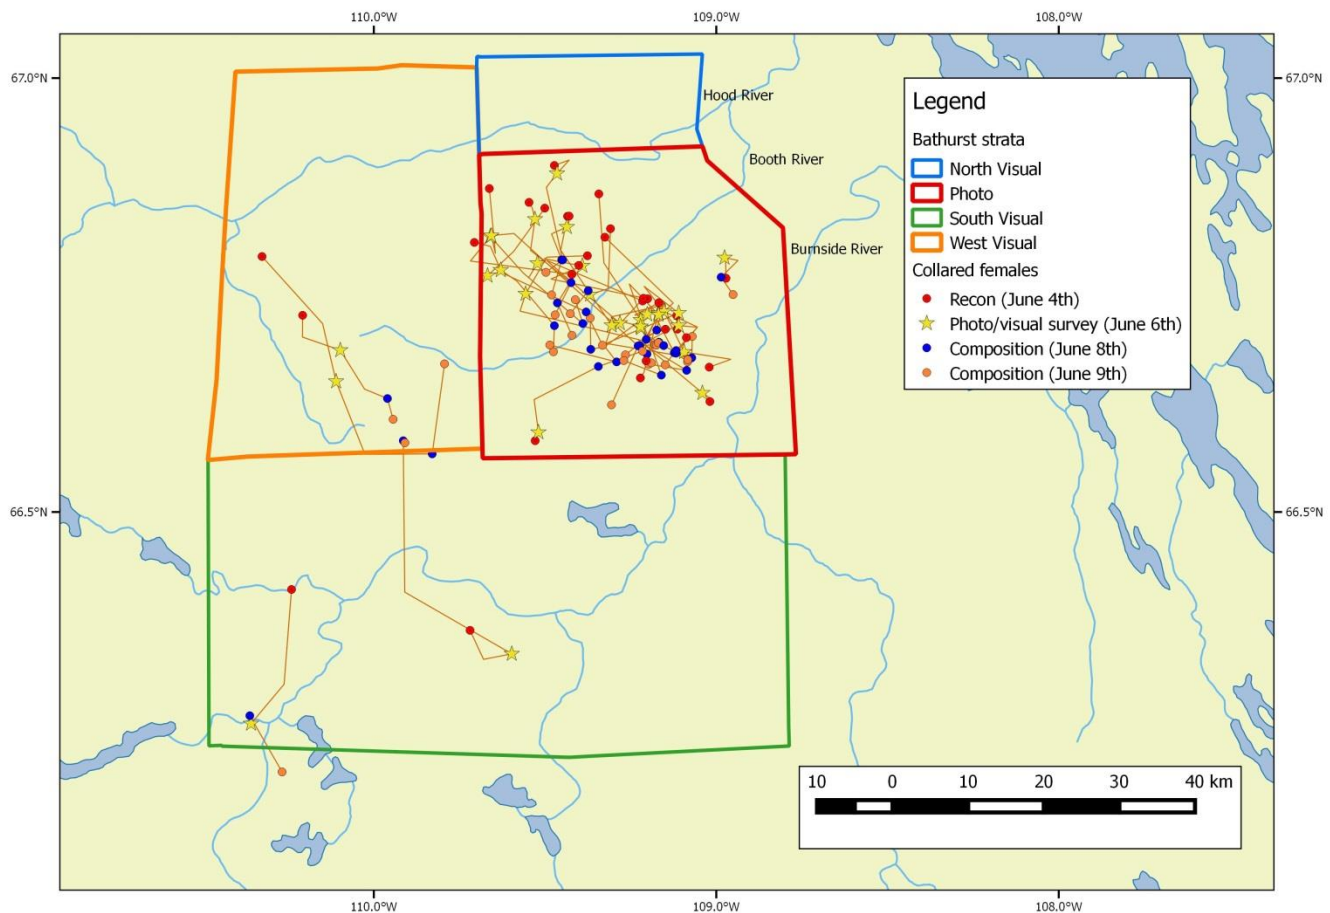 110.0°W 109.0°W 108.0°W
67.0°N 67.0°N
Hood River
Booth River
Burnside River
Legend
Bathurst strata
North Visual
Photo
South Visual
West Visual
Collared females
Recon (June 4th)
Photo/visual survey (June 6th)
Composition (June 8th)
Composition (June 9th)
66.5°N 66.5°N
10 0 10 20 30 40 km
110.0°W 109.0°W 108.0°W